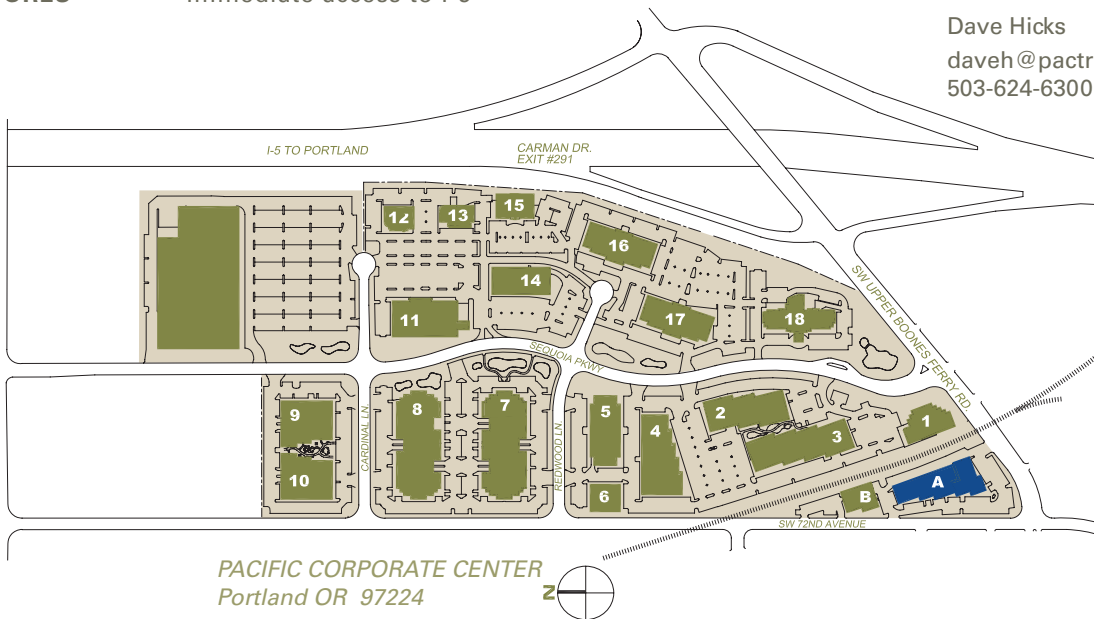 Dave Hicks
503-624-6300
I-5 TO PORTLAND
CARMAN DR.
EXIT #291
12
13
15
16
14
11
17
18
SW UPPER BOONES FERRY RD.
SEQUOIA PKWY
9
10
CARDINAL LN.
8
7
REDWOOD LN.
5
6
4
2
3
1
A
B
SW 72ND AVENUE
PACIFIC CORPORATE CENTER
Portland OR 97224
N